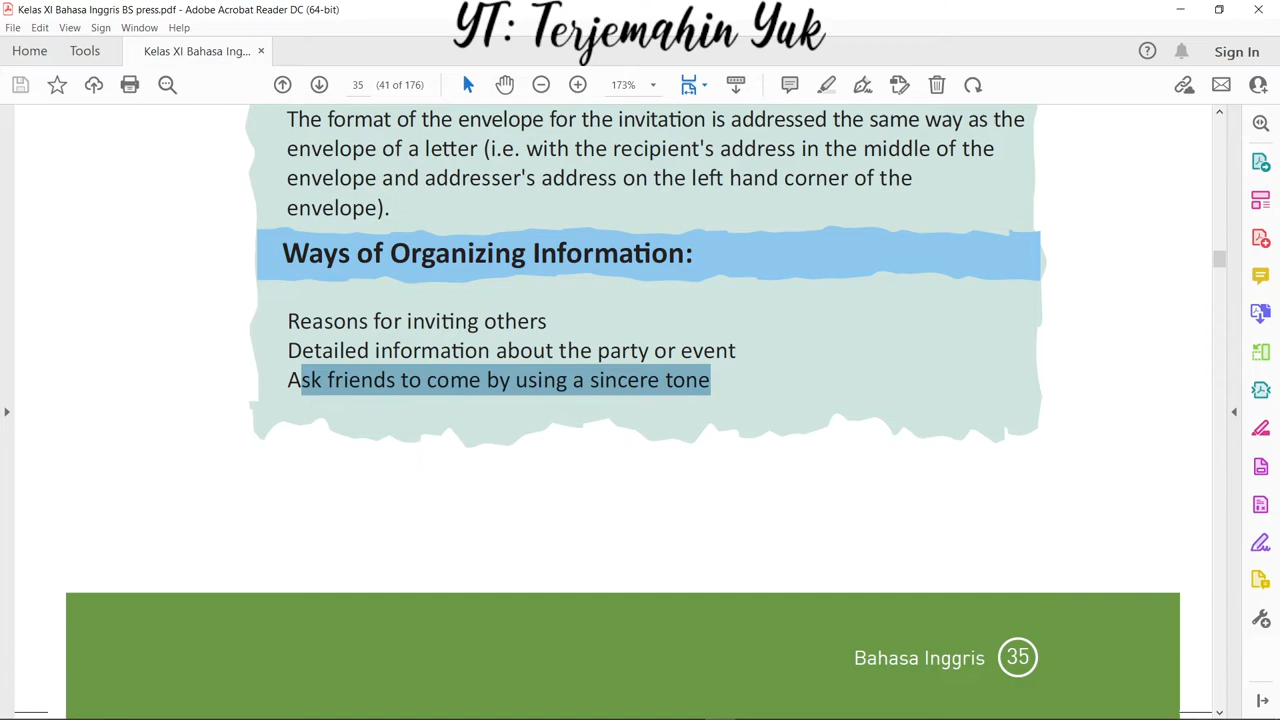 Kelas XI Bahasa Inggris BS press.pdf - Adobe Acrobat Reader DC (64-bit)
YT: Terjemahin Yuk
File Edit View Sign Window Help
Home Tools Kelas XI Bahasa Ingg... × Sign In
35 (41 of 176) 173%
The format of the envelope for the invitation is addressed the same way as the
envelope of a letter (i.e. with the recipient's address in the middle of the
envelope and addresser's address on the left hand corner of the
envelope).
Ways of Organizing Information:
Reasons for inviting others
Detailed information about the party or event
Ask friends to come by using a sincere tone
Bahasa Inggris 35